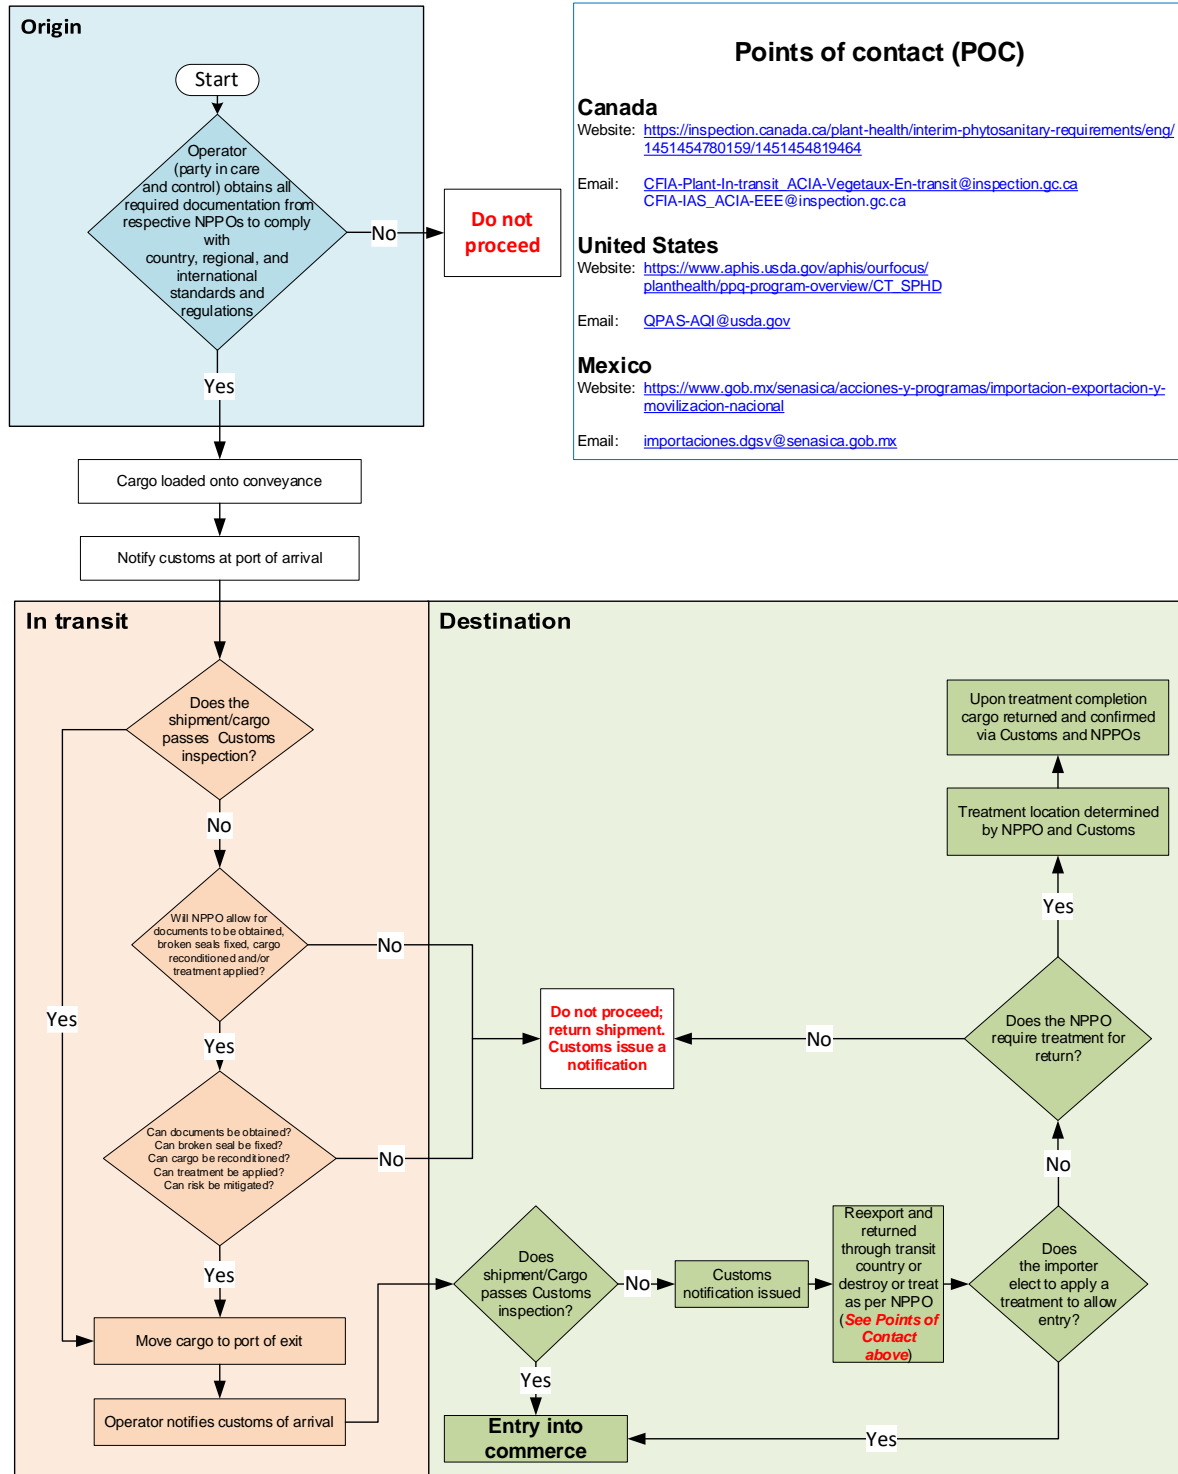 Origin
Start
Operator
(party in care
and control) obtains all
required documentation from
respective NPPOs to comply
with
country, regional, and
international
standards and
regulations
No
Do not
proceed
Yes
Points of contact (POC)
Canada
Website: https://inspection.canada.ca/plant-health/interim-phytosanitary-requirements/eng/
1451454780159/1451454819464
Email: CFIA-Plant-In-transit_ACIA-Vegetaux-En-transit@inspection.gc.ca
CFIA-IAS_ACIA-EEE@inspection.gc.ca
United States
Website: https://www.aphis.usda.gov/aphis/ourfocus/
planthealth/ppq-program-overview/CT_SPHD
Email: QPAS-AQI@usda.gov
Mexico
Website: https://www.gob.mx/senasica/acciones-y-programas/importacion-exportacion-y-
movilizacion-nacional
Email: importaciones.dgsv@senasica.gob.mx
Cargo loaded onto conveyance
Notify customs at port of arrival
In transit
Does the
shipment/cargo
passes Customs
inspection?
No
Will NPPO allow for
documents to be obtained,
broken seals fixed, cargo
reconditioned and/or
treatment applied?
No
Yes
Yes
Can documents be obtained?
Can broken seal be fixed?
Can cargo be reconditioned?
Can treatment be applied?
Can risk be mitigated?
No
Yes
Move cargo to port of exit
Operator notifies customs of arrival
Destination
Upon treatment completion
cargo returned and confirmed
via Customs and NPPOs
Treatment location determined
by NPPO and Customs
Yes
Does the NPPO
require treatment for
return?
No
Do not proceed;
return shipment.
Customs issue a
notification
No
Does
shipment/Cargo
passes Customs
inspection?
No
Customs
notification issued
Reexport and
returned
through transit
country or
destroy or treat
as per NPPO
(See Points of
Contact
above)
Does
the importer
elect to apply a
treatment to allow
entry?
Yes
Entry into
commerce
Yes